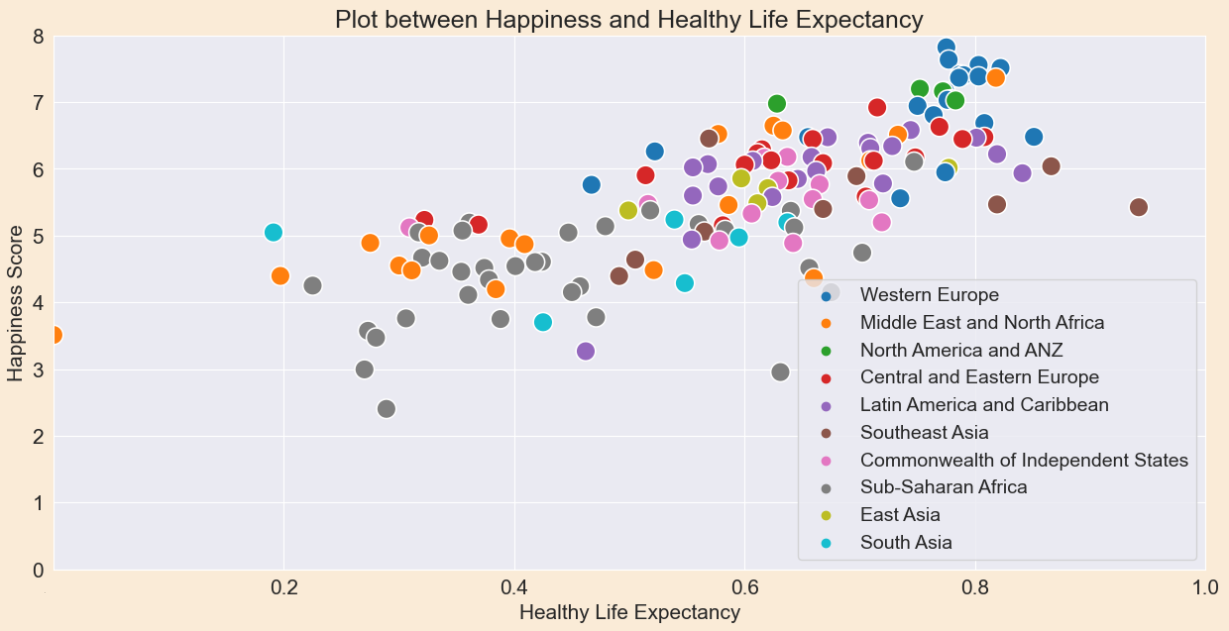 Plot between Happiness and Healthy Life Expectancy
8
7
6
5
4
3
2
1
0
Happiness Score
Western Europe
Middle East and North Africa
North America and ANZ
Central and Eastern Europe
Latin America and Caribbean
Southeast Asia
Commonwealth of Independent States
Sub-Saharan Africa
East Asia
South Asia
0.2 0.4 0.6 0.8 1.0
Healthy Life Expectancy